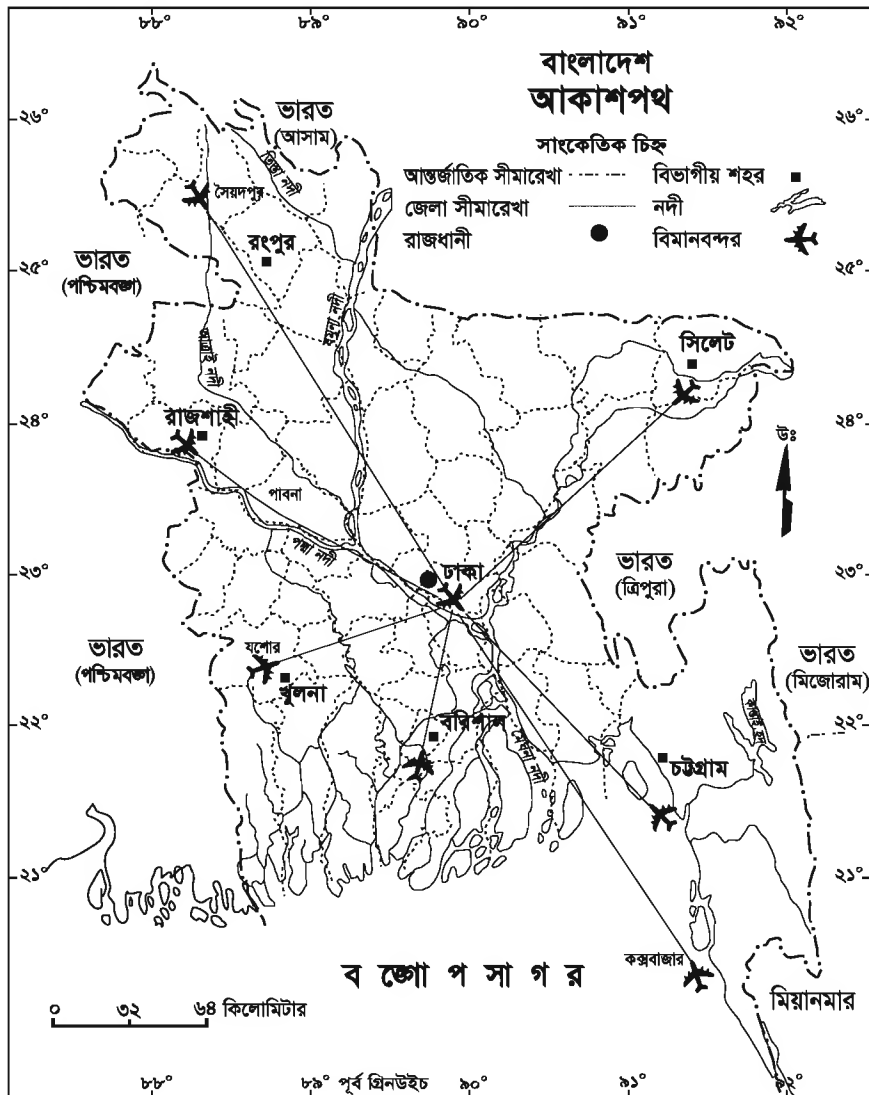 ৮৮° ৮৯° ৯০° ৯১° ৯২°
বাংলাদেশ
আকাশপথ
সাংকেতিক চিহ্ন
আন্তর্জাতিক সীমারেখা
বিভাগীয় শহর
জেলা সীমারেখা
নদী
রাজধানী
বিমানবন্দর
২৬° ২৬°
ভারত
(আসাম)
তিস্তা নদী
সৈয়দপুর
রংপুর
২৫° ২৫°
ভারত
(পশ্চিমবঙ্গ)
যমুনা নদী
আত্রাই নদী
সিলেট
২৪° ২৪°
রাজশাহী
উঃ
পাবনা
পদ্মা নদী
ঢাকা
২৩° ২৩°
ভারত
(ত্রিপুরা)
যশোর
ভারত
(পশ্চিমবঙ্গ)
খুলনা
ভারত
(মিজোরাম)
বরিশাল
২২° ২২°
মেঘনা নদী
চট্টগ্রাম
২১° ২১°
কক্সবাজার
ব ঙ্গো প সা গ র
মিয়ানমার
০ ৩২ ৬৪ কিলোমিটার
৮৮° ৮৯° পূর্ব গ্রিনউইচ ৯০° ৯১° ৯২°